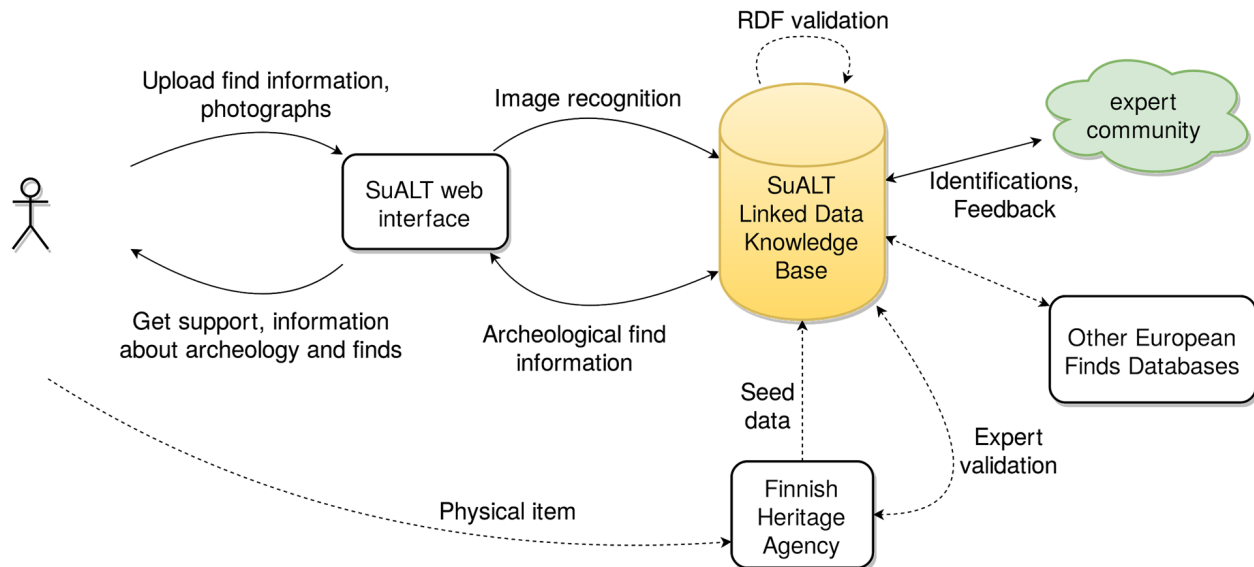 RDF validation
Upload find information,
photographs
Image recognition
expert
community
SuALT web
interface
SuALT
Linked Data
Knowledge
Base
Identifications,
Feedback
Get support, information
about archeology and finds
Archeological find
information
Other European
Finds Databases
Seed
data
Expert
validation
Physical item
Finnish
Heritage
Agency